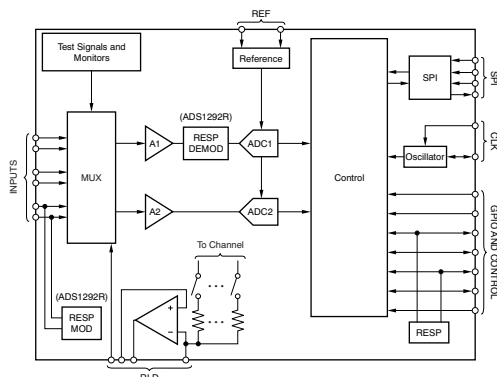 REF
Test Signals and
Monitors
Reference
SPI
SPI
(ADS1292R)
A1
RESP
DEMOD
ADC1
CLK
Oscillator
INPUTS
MUX
Control
A2
ADC2
GPIO AND CONTROL
To Channel
(ADS1292R)
RESP
MOD
+
−
RESP
RLD